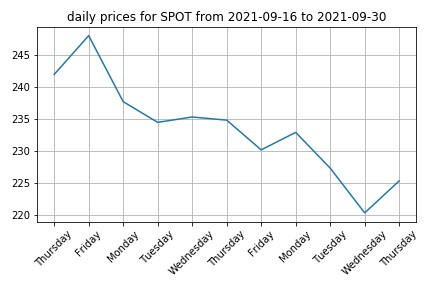 daily prices for SPOT from 2021-09-16 to 2021-09-30
245
240
235
230
225
220
Thursday
Friday
Monday
Tuesday
Wednesday
Thursday
Friday
Monday
Tuesday
Wednesday
Thursday